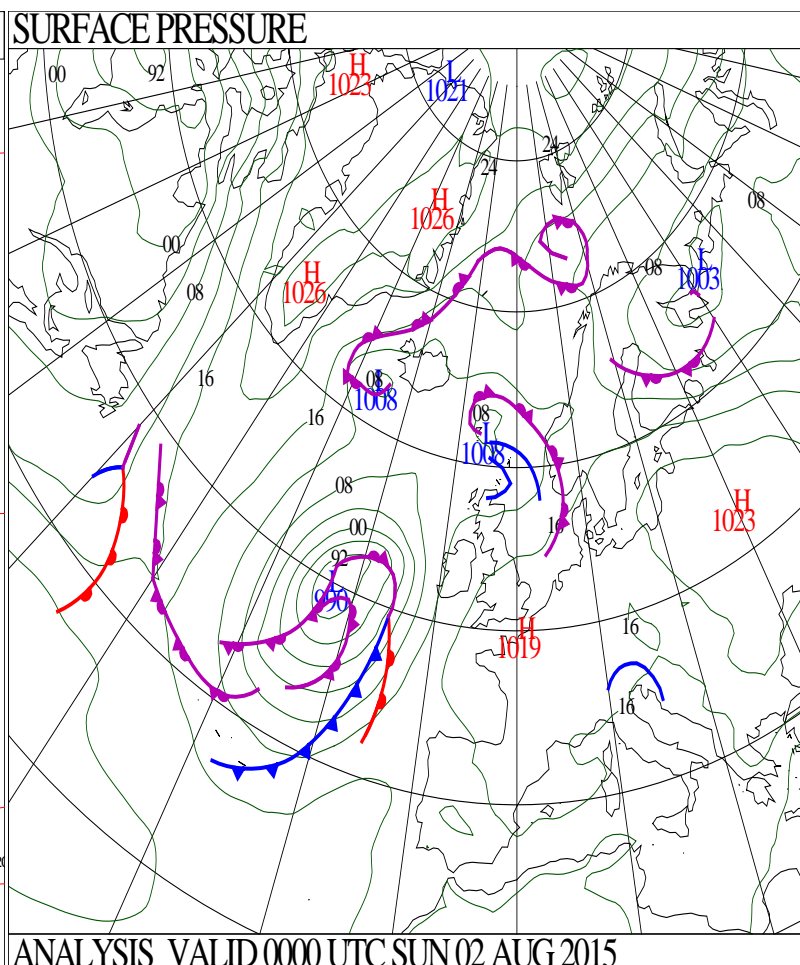 SURFACE PRESSURE
00
92
H
1023
L
1021
24
24
H
1026
08
00
H
1026
08
L
1003
08
16
08
L
1008
16
08
L
1008
08
H
1023
00
16
92
L
990
H
1019
16
16
ANALYSIS VALID 0000 UTC SUN 02 AUG 2015